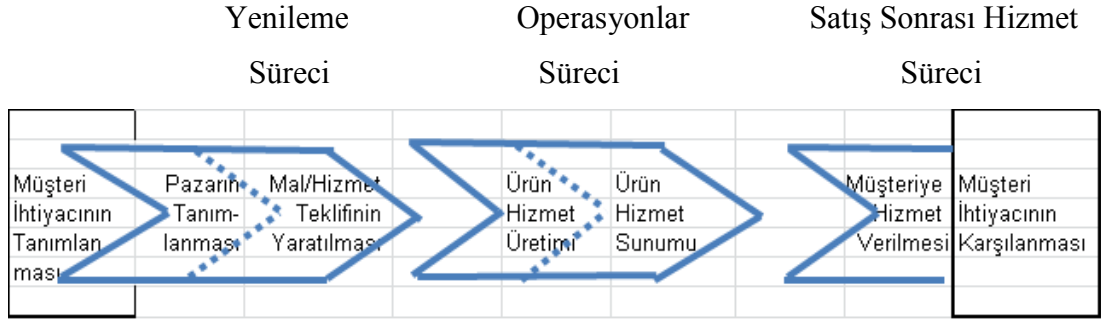 Yenileme
Süreci
Operasyonlar
Süreci
Satış Sonrası Hizmet
Süreci
Müşteri
İhtiyacının
Tanımlan
ması
Pazarın
Tanım-
lanması
Mal/Hizmet
Teklifinin
Yaratılması
Ürün
Hizmet
Üretimi
Ürün
Hizmet
Sunumu
Müşteriye
Hizmet
Verilmesi
Müşteri
İhtiyacının
Karşılanması